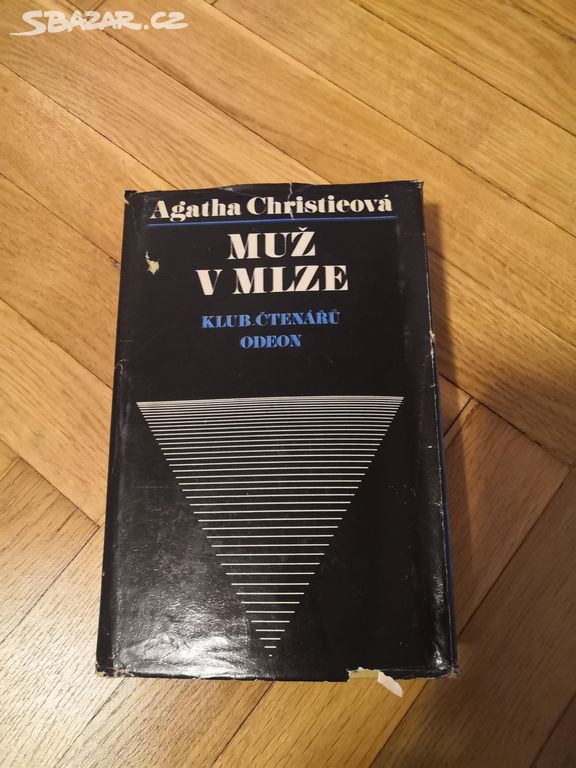 SBAZAR.CZ
Agatha Christieová
MUŽ
V MLZE
KLUB ČTENÁŘŮ
ODEON